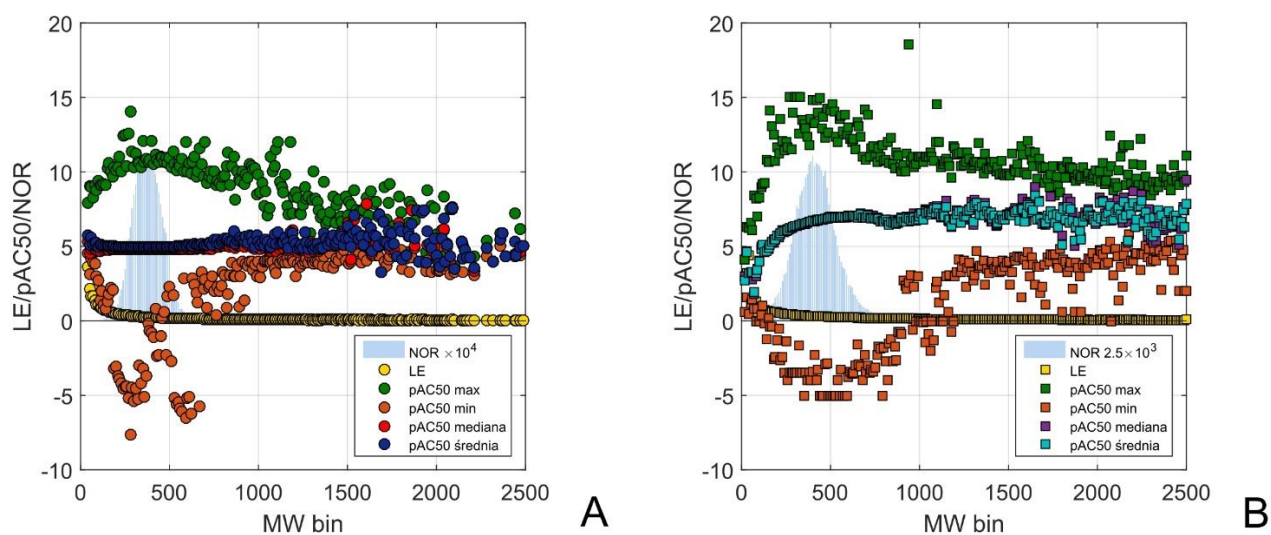 20
15
10
5
0
-5
-10
LE/pAC50/NOR
0 500 1000 1500 2000 2500
MW bin
NOR ×10⁴
LE
pAC50 max
pAC50 min
pAC50 mediana
pAC50 średnia
A
20
15
10
5
0
-5
-10
LE/pAC50/NOR
0 500 1000 1500 2000 2500
MW bin
NOR 2.5×10³
LE
pAC50 max
pAC50 min
pAC50 mediana
pAC50 średnia
B